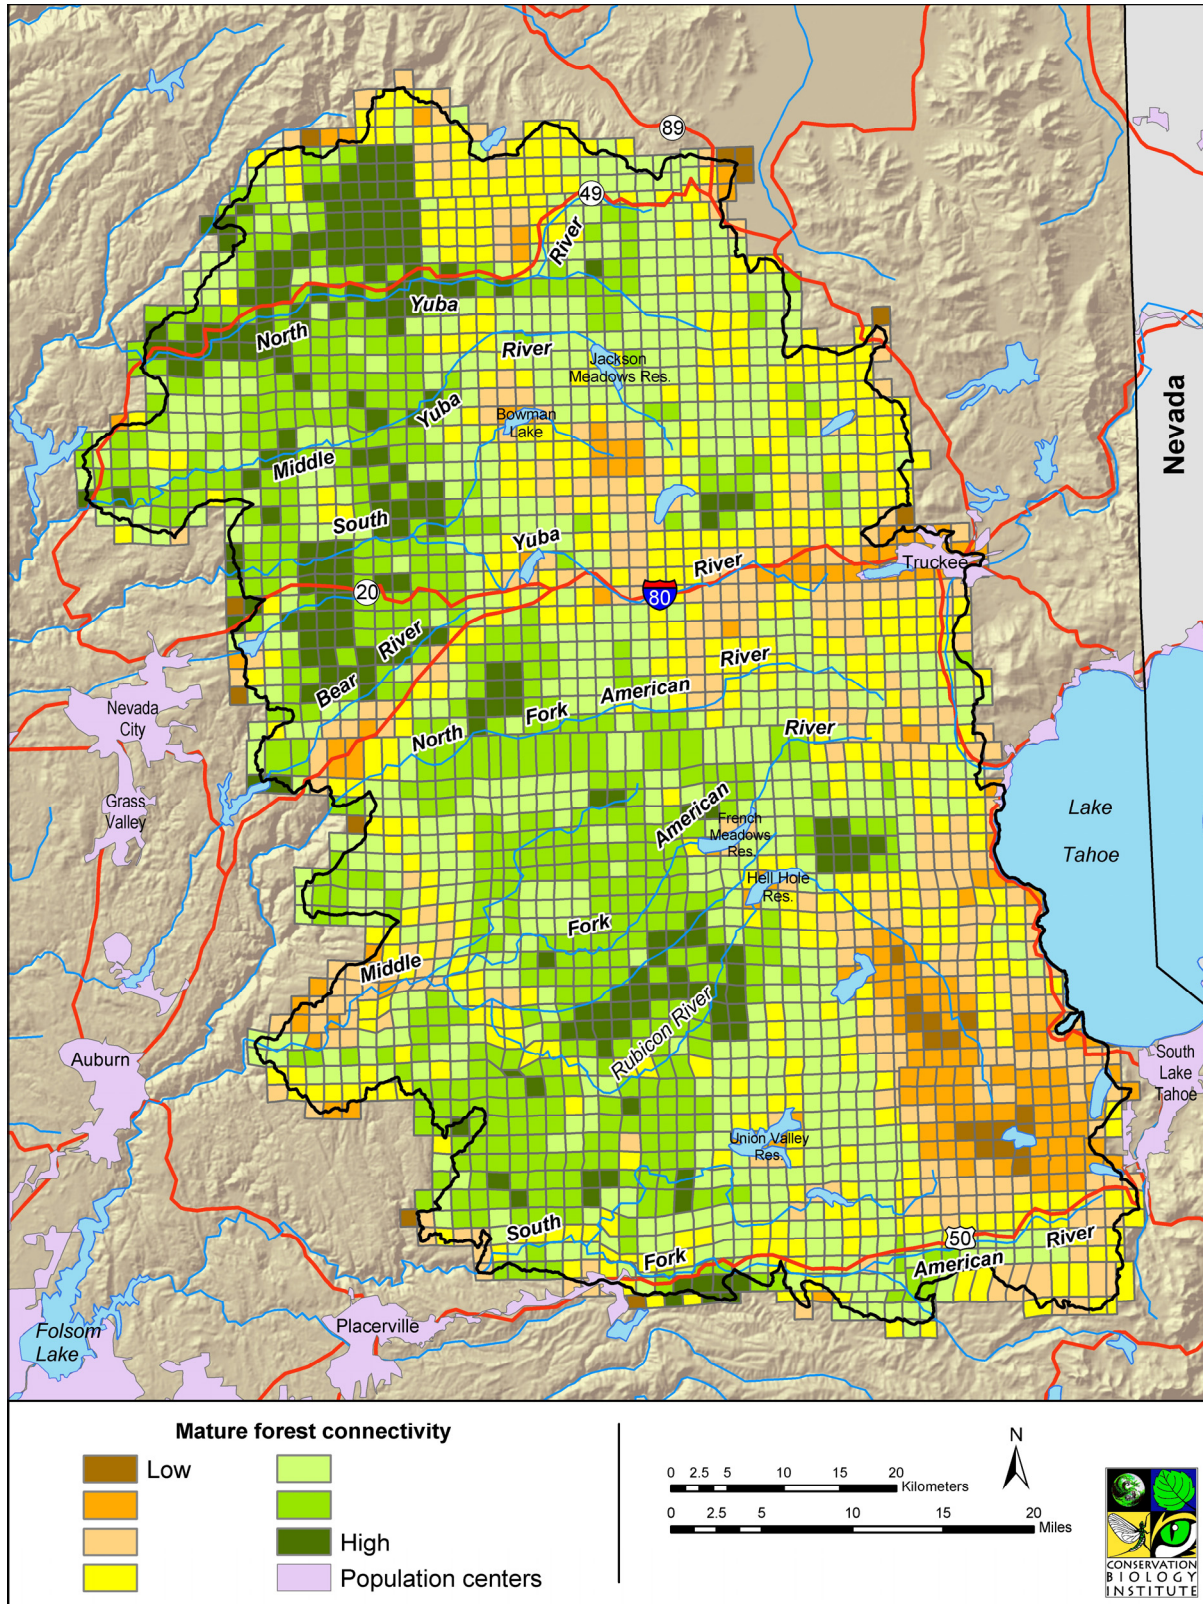 89
49
River
Yuba
North
River
Jackson
Meadows Res.
Nevada
Yuba
Bowman
Lake
Middle
South
Yuba
River
Truckee
20
80
River
River
Bear
American
Fork
North
River
Nevada
City
Grass
Valley
Lake
Tahoe
American
French
Meadows
Res.
Hell Hole
Res.
Fork
Middle
Rubicon River
Auburn
South
Lake
Tahoe
Union Valley
Res.
South
Fork
50
American
River
Folsom
Lake
Placerville
Mature forest connectivity
Low
High
Population centers
N
0 2.5 5 10 15 20
Kilometers
0 2.5 5 10 15 20
Miles
CONSERVATION
BIOLOGY
INSTITUTE